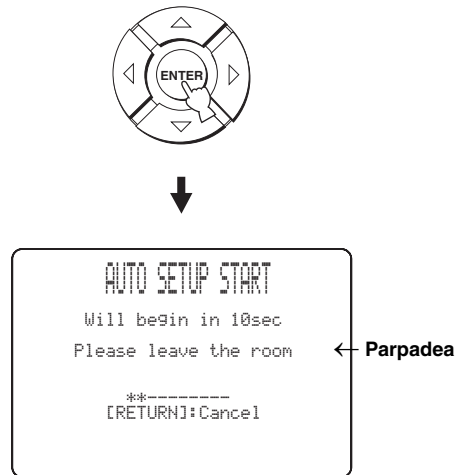 ENTER
AUTO SETUP START
Will begin in 10sec
Please leave the room
← Parpadea
**--------
[RETURN]:Cancel